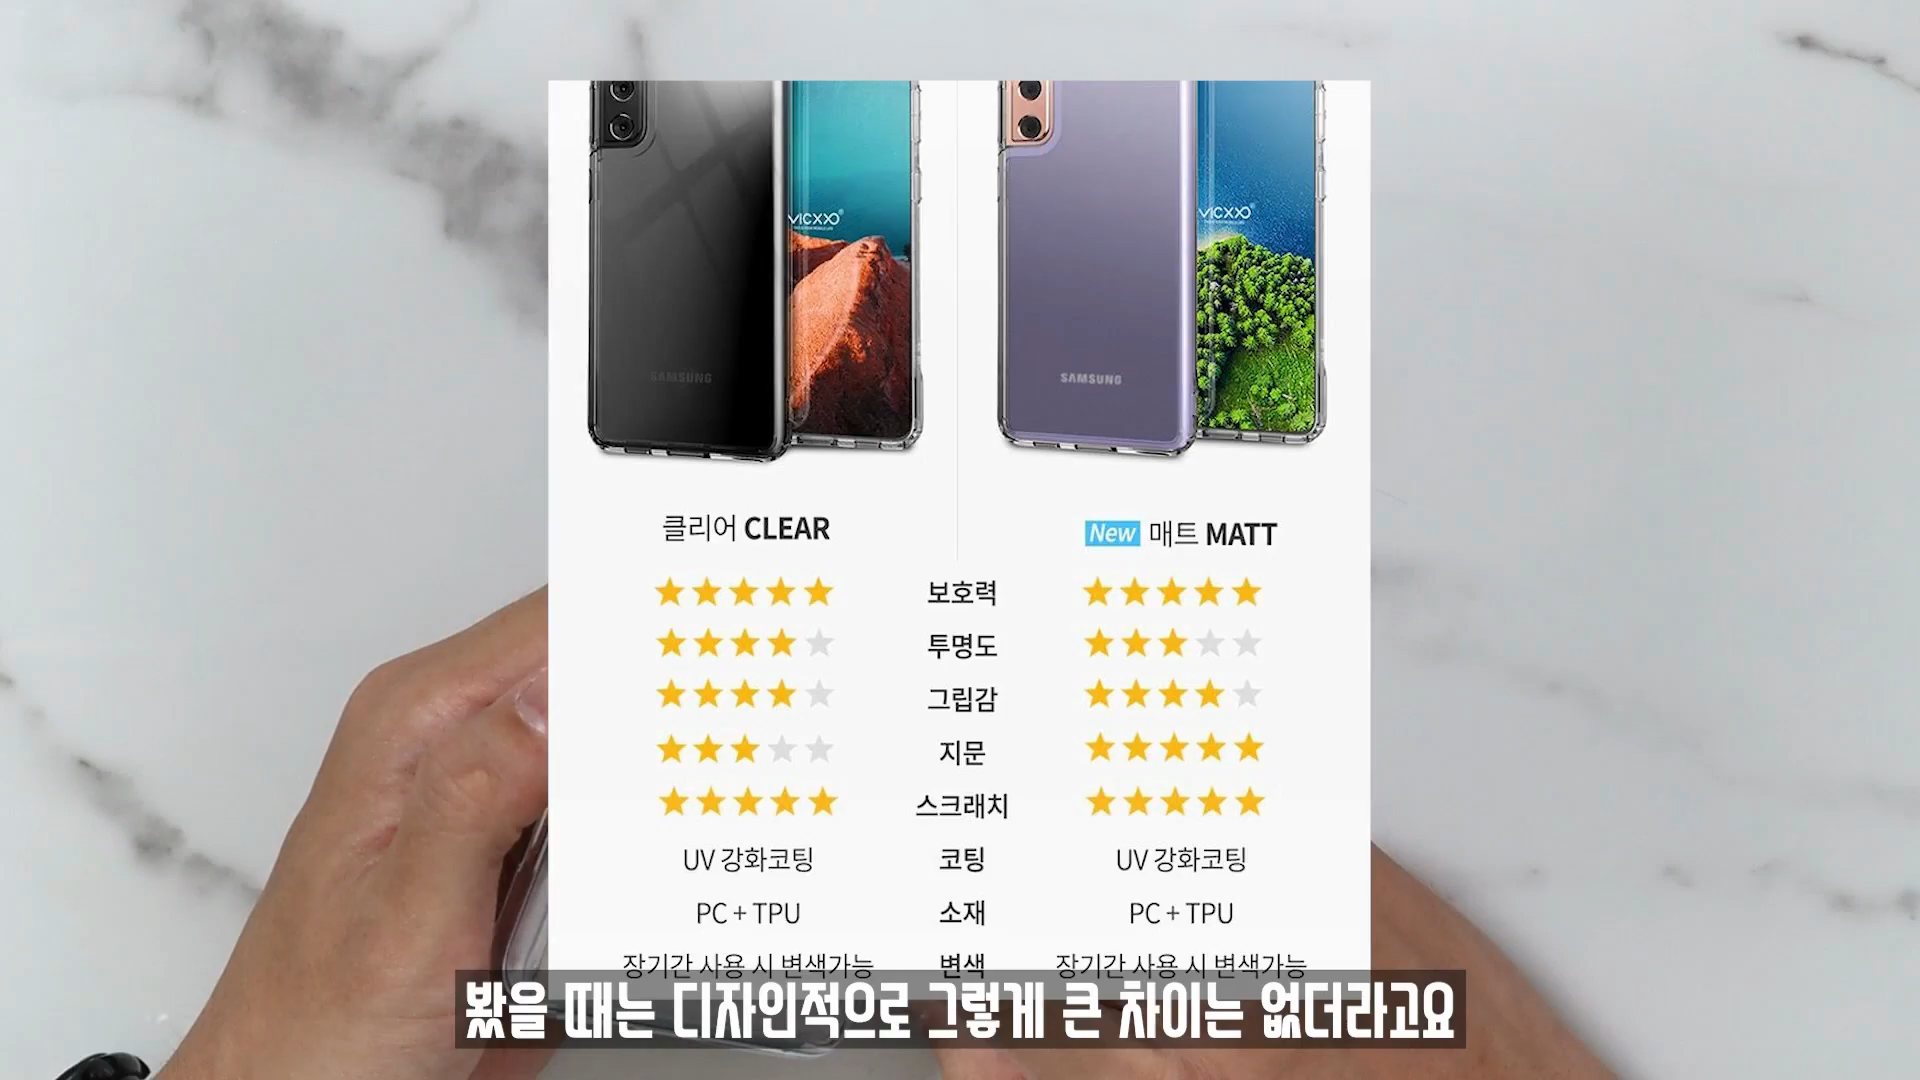 VICXXO
VICXXO
SAMSUNG
SAMSUNG
클리어 CLEAR
New 매트 MATT
보호력
투명도
그립감
지문
스크래치
UV 강화코팅 코팅 UV 강화코팅
PC + TPU 소재 PC + TPU
장기간 사용 시 변색가능 변색 장기간 사용 시 변색가능
봤을 때는 디자인적으로 그렇게 큰 차이는 없더라고요